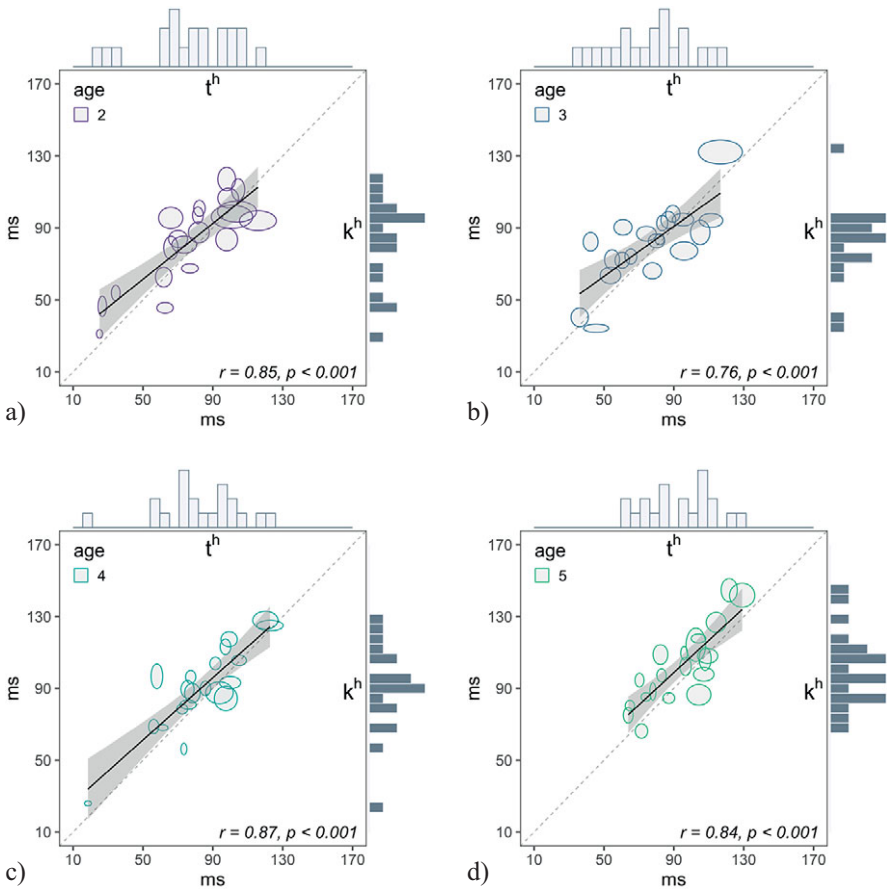 170
130
90
50
10
ms
tʰ
age
2
kʰ
r = 0.85, p < 0.001
10 50 90 130 170
ms
a)
170
130
90
50
10
ms
tʰ
age
3
kʰ
r = 0.76, p < 0.001
10 50 90 130 170
ms
b)
170
130
90
50
10
ms
tʰ
age
4
kʰ
r = 0.87, p < 0.001
10 50 90 130 170
ms
c)
170
130
90
50
10
ms
tʰ
age
5
kʰ
r = 0.84, p < 0.001
10 50 90 130 170
ms
d)